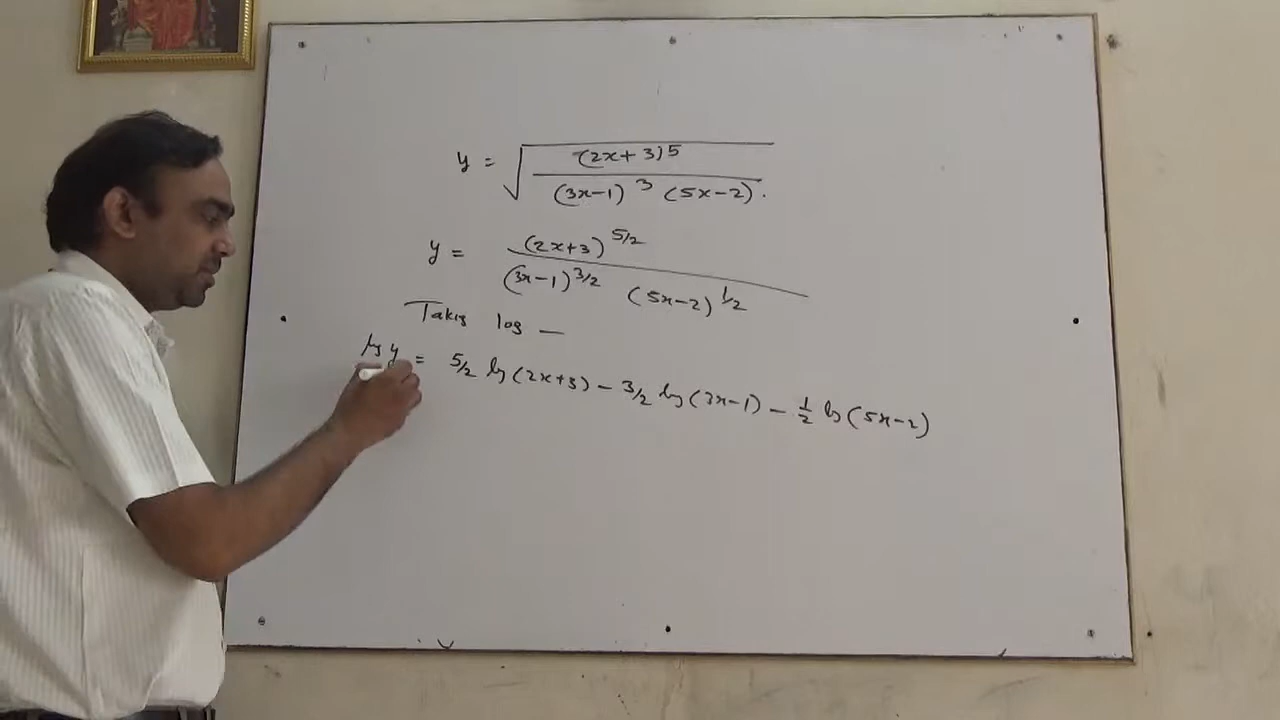 y = √((2x+3)^5 / ((3x-1)^3 (5x-2)))
y = (2x+3)^5/2 / ((3x-1)^3/2 (5x-2)^1/2)
Taking log —
log y = 5/2 log (2x+3) - 3/2 log (3x-1) - 1/2 log (5x-2)